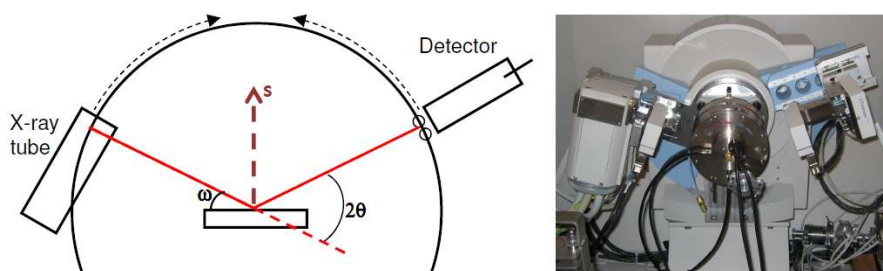 Detector
s
X-ray
tube
ω
2θ